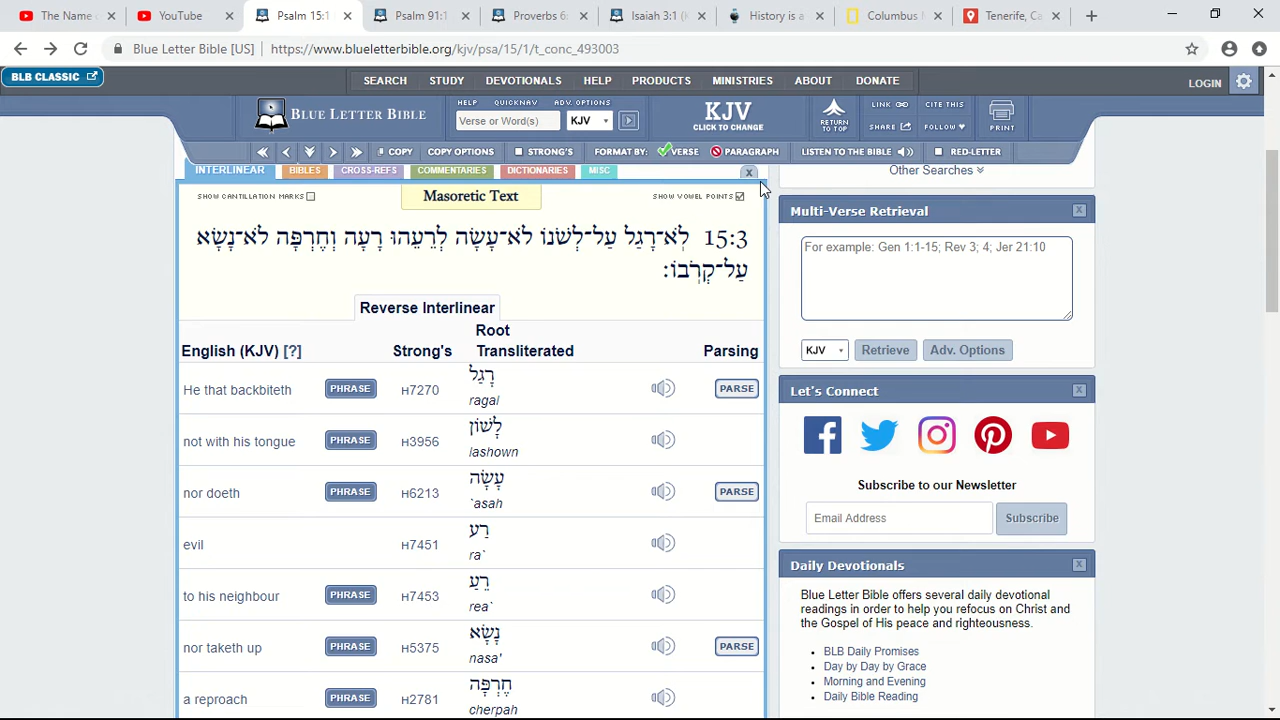 The Name
YouTube
Psalm 15:1
Psalm 91:1
Proverbs 6:
Isaiah 3:1 (
History is a
Columbus
Tenerife, Ca
Blue Letter Bible [US]
https://www.blueletterbible.org/kjv/psa/15/1/t_conc_493003
BLB CLASSIC
SEARCH STUDY DEVOTIONALS HELP PRODUCTS MINISTRIES ABOUT DONATE
LOGIN
BLUE LETTER BIBLE
HELP QUICKNAV ADV. OPTIONS
Verse or Word(s)
KJV
KJV
CLICK TO CHANGE
RETURN TO TOP
LINK
CITE THIS
SHARE
FOLLOW
PRINT
COPY COPY OPTIONS STRONG'S FORMAT BY: VERSE PARAGRAPH LISTEN TO THE BIBLE RED-LETTER
INTERLINEAR BIBLES CROSS-REFS COMMENTARIES DICTIONARIES MISC
SHOW CANTILLATION MARKS
Masoretic Text
SHOW VOWEL POINTS
15:3 לֹא־רָגַל עַל־לְשֹׁנוֹ לֹא־עָשָׂה לְרֵעֵהוּ רָעָה וְחֶרְפָּה לֹא־נָשָׂא
עַל־קְרֹבוֹ׃
Reverse Interlinear
English (KJV) [?]
Strong's
Root
Transliterated
Parsing
He that backbiteth PHRASE H7270 רָגַל PARSE
ragal
not with his tongue PHRASE H3956 לָשׁוֹן
lashown
nor doeth PHRASE H6213 עָשָׂה PARSE
`asah
evil H7451 רַע
ra`
to his neighbour PHRASE H7453 רֵעַ
rea`
nor taketh up PHRASE H5375 נָשָׂא PARSE
nasa'
a reproach PHRASE H2781 חֶרְפָּה
cherpah
Other Searches
Multi-Verse Retrieval
For example: Gen 1:1-15; Rev 3; 4; Jer 21:10
KJV
Retrieve
Adv. Options
Let's Connect
Subscribe to our Newsletter
Email Address
Subscribe
Daily Devotionals
Blue Letter Bible offers several daily devotional
readings in order to help you refocus on Christ and
the Gospel of His peace and righteousness.
BLB Daily Promises
Day by Day by Grace
Morning and Evening
Daily Bible Reading